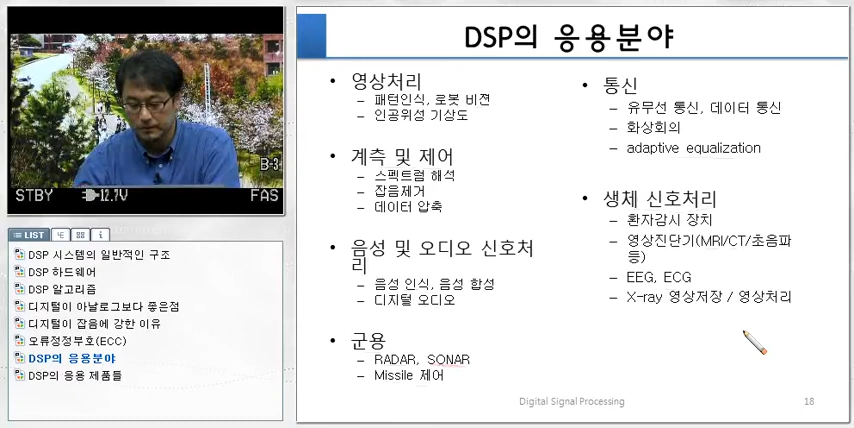 DSP의 응용분야
• 영상처리
– 패턴인식, 로봇 비젼
– 인공위성 기상도
• 계측 및 제어
– 스펙트럼 해석
– 잡음제거
– 데이터 압축
• 음성 및 오디오 신호처
리
– 음성 인식, 음성 합성
– 디지털 오디오
• 군용
– RADAR, SONAR
– Missile 제어
• 통신
– 유무선 통신, 데이터 통신
– 화상회의
– adaptive equalization
• 생체 신호처리
– 환자감시 장치
– 영상진단기(MRI/CT/초음파
등)
– EEG, ECG
– X-ray 영상저장 / 영상처리
Digital Signal Processing
18
B-3
STBY 12.7V FAS
LIST
DSP 시스템의 일반적인 구조
DSP 하드웨어
DSP 알고리즘
디지털이 아날로그보다 좋은점
디지털이 잡음에 강한 이유
오류정정부호(ECC)
DSP의 응용분야
DSP의 응용 제품들